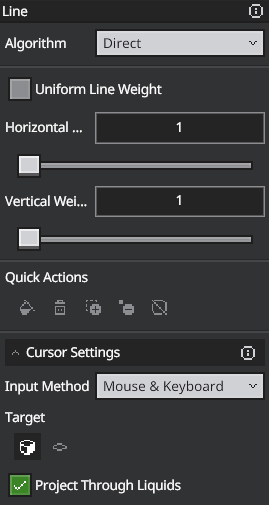 Line
Algorithm Direct
Uniform Line Weight
Horizontal ... 1
Vertical Wei... 1
Quick Actions
Cursor Settings
Input Method Mouse & Keyboard
Target
Project Through Liquids